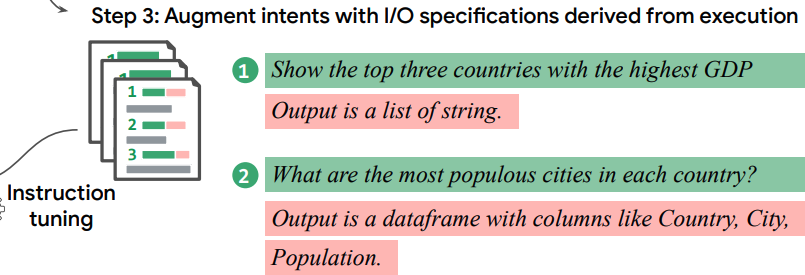 Step 3: Augment intents with I/O specifications derived from execution
1 Show the top three countries with the highest GDP
Output is a list of string.
1
2
3
2 What are the most populous cities in each country?
Instruction
tuning
Output is a dataframe with columns like Country, City,
Population.